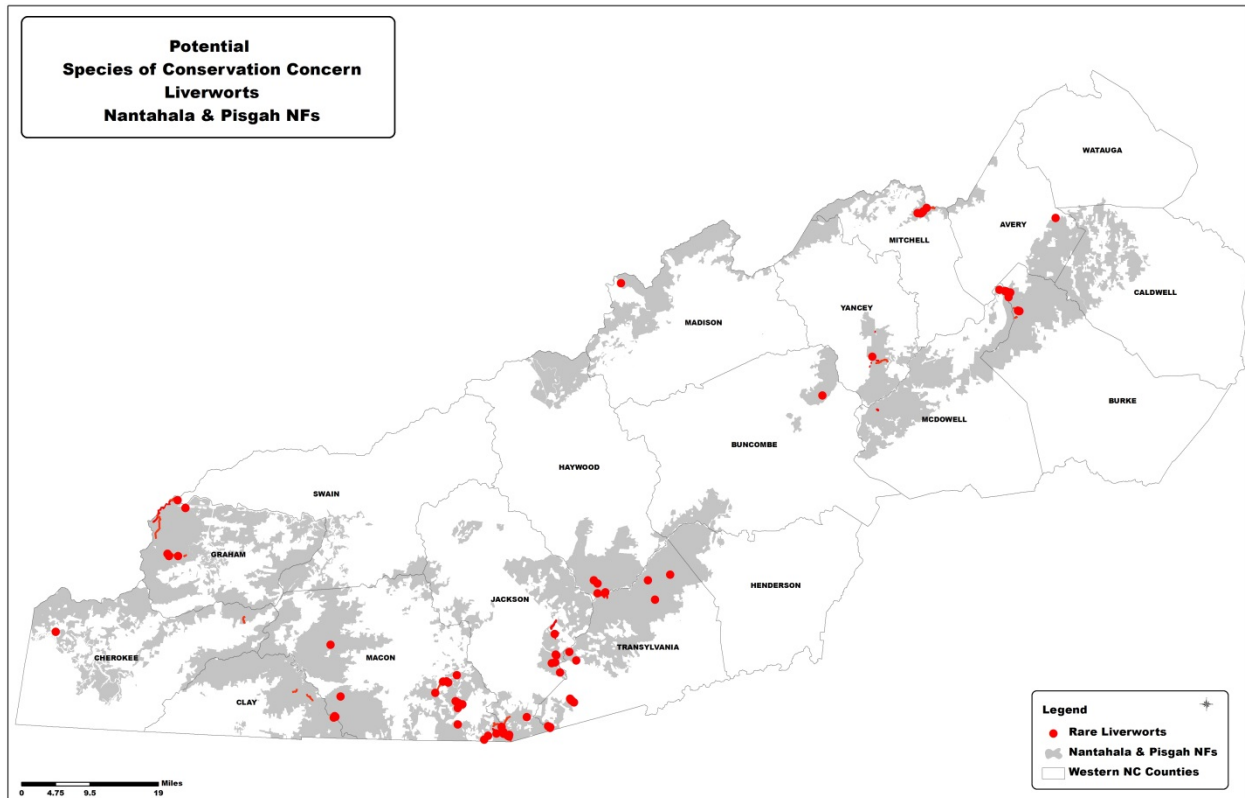 Potential
Species of Conservation Concern
Liverworts
Nantahala & Pisgah NFs
WATAUGA
AVERY
MITCHELL
CALDWELL
YANCEY
MADISON
BURKE
MCDOWELL
BUNCOMBE
HAYWOOD
SWAIN
GRAHAM
HENDERSON
JACKSON
TRANSYLVANIA
MACON
CHEROKEE
CLAY
Legend
Rare Liverworts
Nantahala & Pisgah NFs
Western NC Counties
Miles
0 4.75 9.5 19